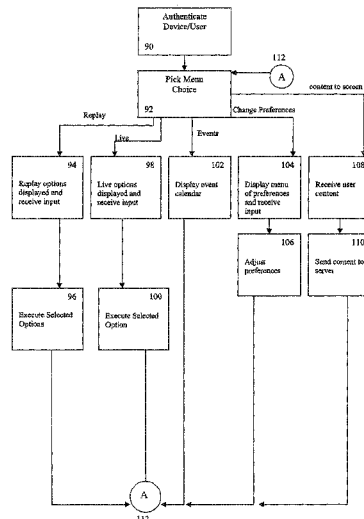 Authenticate
Device/User
90
112
A
Pick Menu
Choice
92
content to screen
Replay
Live
Events
Change Preferences
94
Replay options
displayed and
receive input
98
Live options
displayed and
receive input
102
Display event
calendar
104
Display menu
of preferences
and receive
input
108
Receive user
content
106
Adjust
preferences
110
Send content to
server
96
Execute Selected
Options
100
Execute Selected
Option
A
112